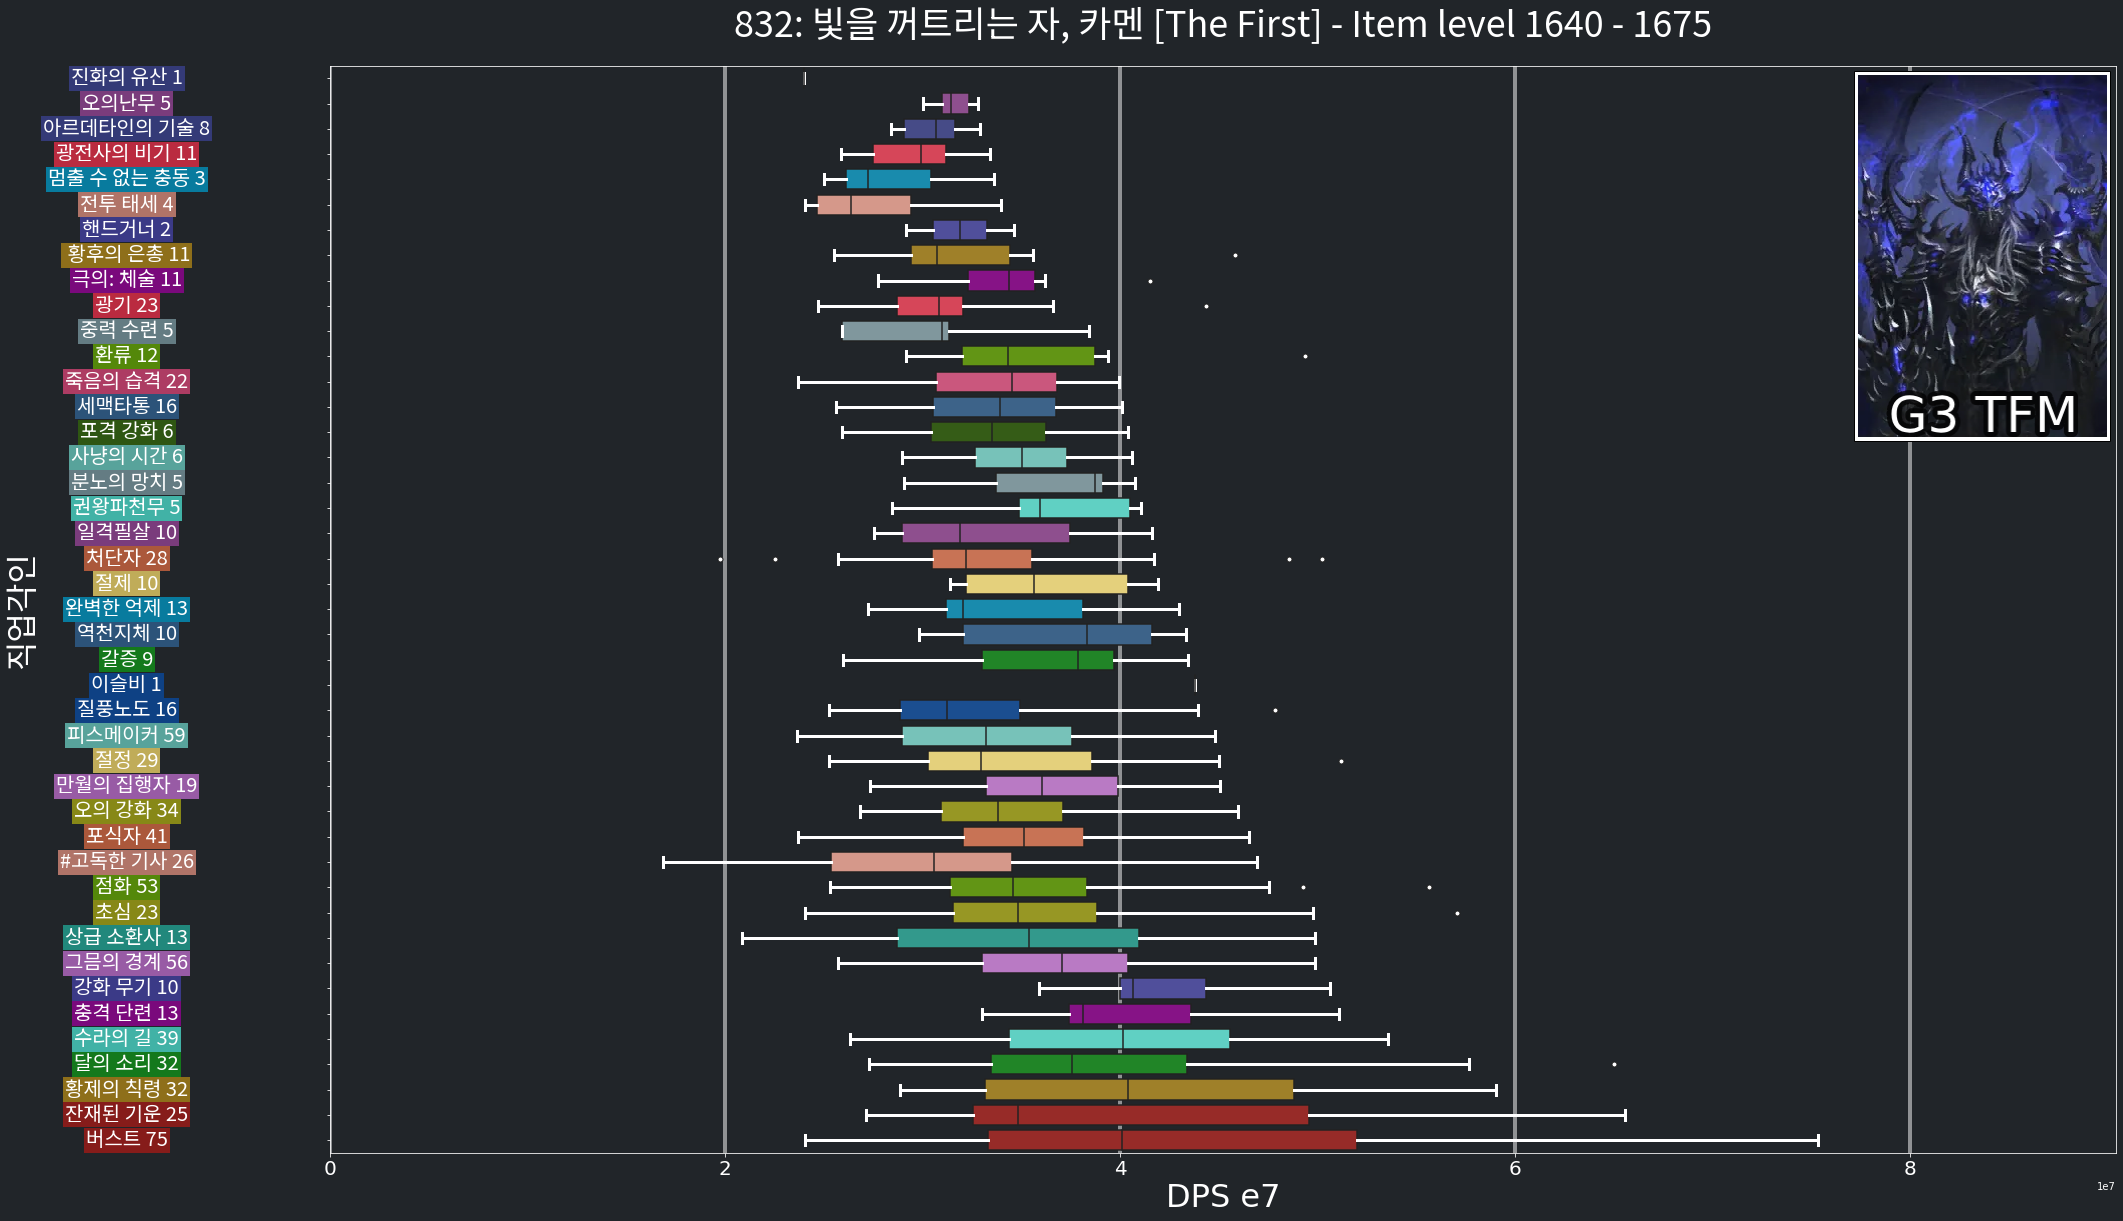 832: 빛을 꺼트리는 자, 카멘 [The First] - Item level 1640 - 1675
진화의 유산 1
오의난무 5
아르데타인의 기술 8
광전사의 비기 11
멈출 수 없는 충동 3
전투 태세 4
핸드거너 2
황후의 은총 11
극의: 체술 11
광기 23
중력 수련 5
환류 12
죽음의 습격 22
세맥타통 16
포격 강화 6
사냥의 시간 6
분노의 망치 5
권왕파천무 5
일격필살 10
처단자 28
절제 10
완벽한 억제 13
역천지체 10
갈증 9
이슬비 1
질풍노도 16
피스메이커 59
절정 29
만월의 집행자 19
오의 강화 34
포식자 41
#고독한 기사 26
점화 53
초심 23
상급 소환사 13
그믐의 경계 56
강화 무기 10
충격 단련 13
수라의 길 39
달의 소리 32
황제의 칙령 32
잔재된 기운 25
버스트 75
직업각인
G3 TFM
0 2 4 6 8
DPS e7
1e7